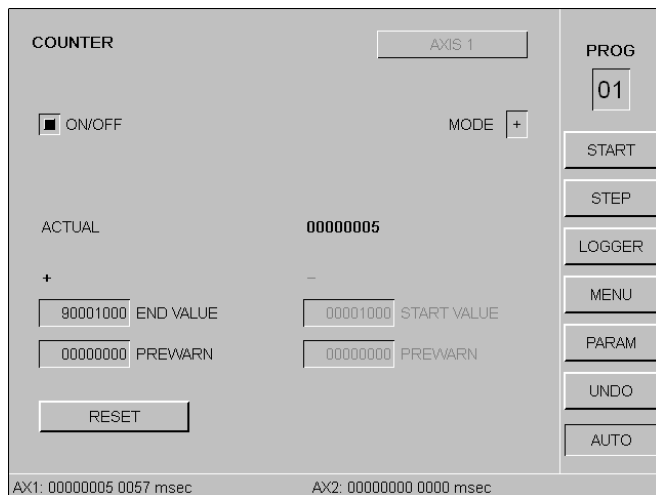 COUNTER
AXIS 1
PROG
01
ON/OFF
MODE +
START
STEP
ACTUAL 00000005
LOGGER
+ –
MENU
90001000 END VALUE 00001000 START VALUE
PARAM
00000000 PREWARN 00000000 PREWARN
UNDO
RESET
AUTO
AX1: 00000005 0057 msec AX2: 00000000 0000 msec